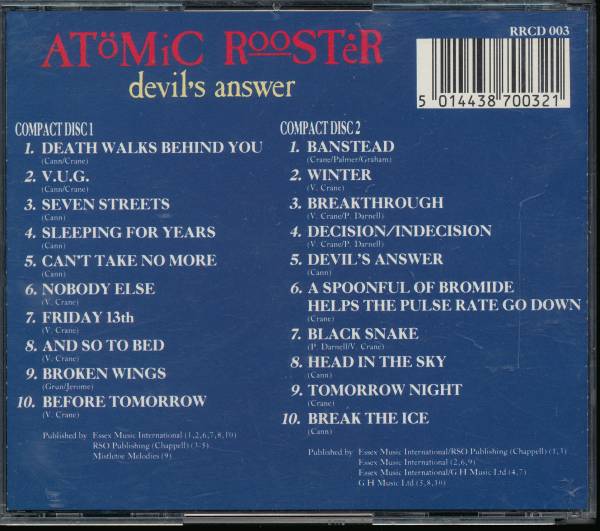 ATöMiC RooSTëR
devil's answer
RRCD 003
5 014438 700321
COMPACT DISC 1
1. DEATH WALKS BEHIND YOU
(Cann/Crane)
2. V.U.G.
(Cann/Crane)
3. SEVEN STREETS
(Cann)
4. SLEEPING FOR YEARS
(Cann)
5. CAN'T TAKE NO MORE
(Cann)
6. NOBODY ELSE
(V. Crane)
7. FRIDAY 13th
(V. Crane)
8. AND SO TO BED
(V. Crane)
9. BROKEN WINGS
(Grun/Jerome)
10. BEFORE TOMORROW
(V. Crane)
Published by Essex Music International (1,2,6,7,8,10)
RSO Publishing (Chappell) (3-5)
Mistletoe Melodies (9)
COMPACT DISC 2
1. BANSTEAD
(Crane/Palmer/Graham)
2. WINTER
(V. Crane)
3. BREAKTHROUGH
(V. Crane/P. Darnell)
4. DECISION/INDECISION
(V. Crane/P. Darnell)
5. DEVIL'S ANSWER
(Cann)
6. A SPOONFUL OF BROMIDE
HELPS THE PULSE RATE GO DOWN
(Crane)
7. BLACK SNAKE
(P. Darnell/V. Crane)
8. HEAD IN THE SKY
(Cann)
9. TOMORROW NIGHT
(Crane)
10. BREAK THE ICE
(Cann)
Published by Essex Music International/RSO Publishing (Chappell) (1,3)
Essex Music International (2,6,9)
Essex Music International/G H Music Ltd (4,7)
G H Music Ltd (5,8,10)